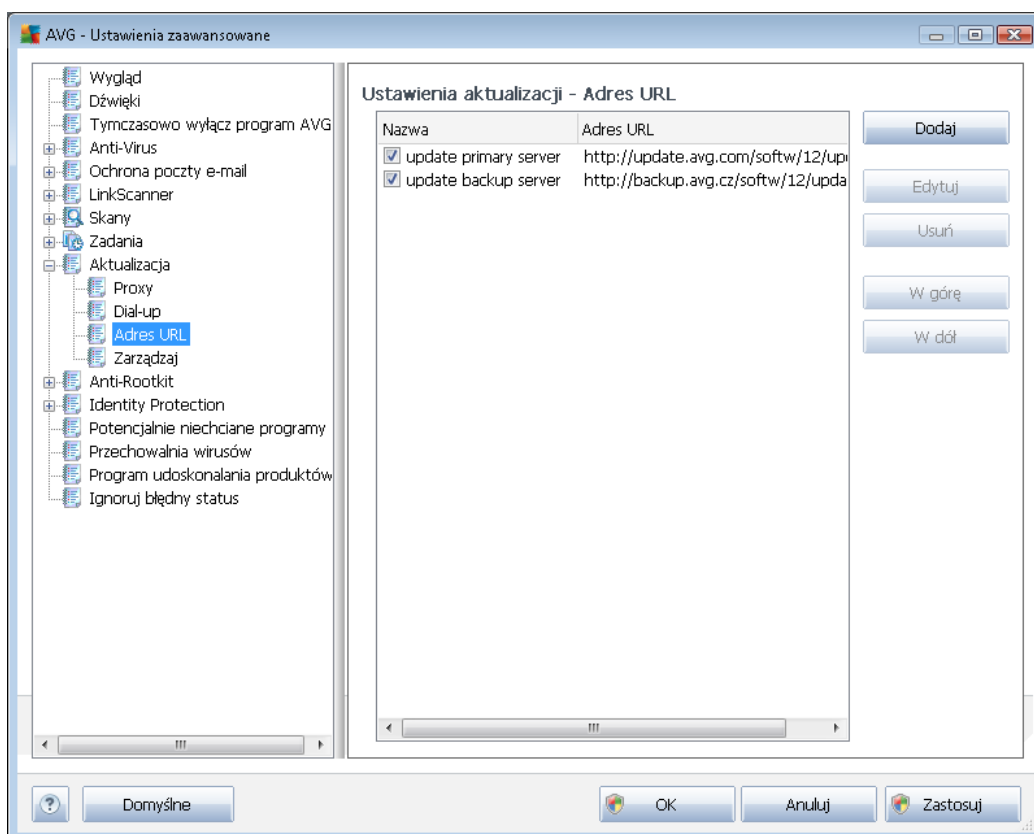 AVG - Ustawienia zaawansowane
Wygląd
Dźwięki
Tymczasowo wyłącz program AVG
Anti-Virus
Ochrona poczty e-mail
LinkScanner
Skany
Zadania
Aktualizacja
Proxy
Dial-up
Adres URL
Zarządzaj
Anti-Rootkit
Identity Protection
Potencjalnie niechciane programy
Przechowalnia wirusów
Program udoskonalania produktów
Ignoruj błędny status
Ustawienia aktualizacji - Adres URL
Nazwa Adres URL
update primary server http://update.avg.com/softw/12/up
update backup server http://backup.avg.cz/softw/12/upda
Dodaj
Edytuj
Usuń
W górę
W dół
? Domyślne OK Anuluj Zastosuj